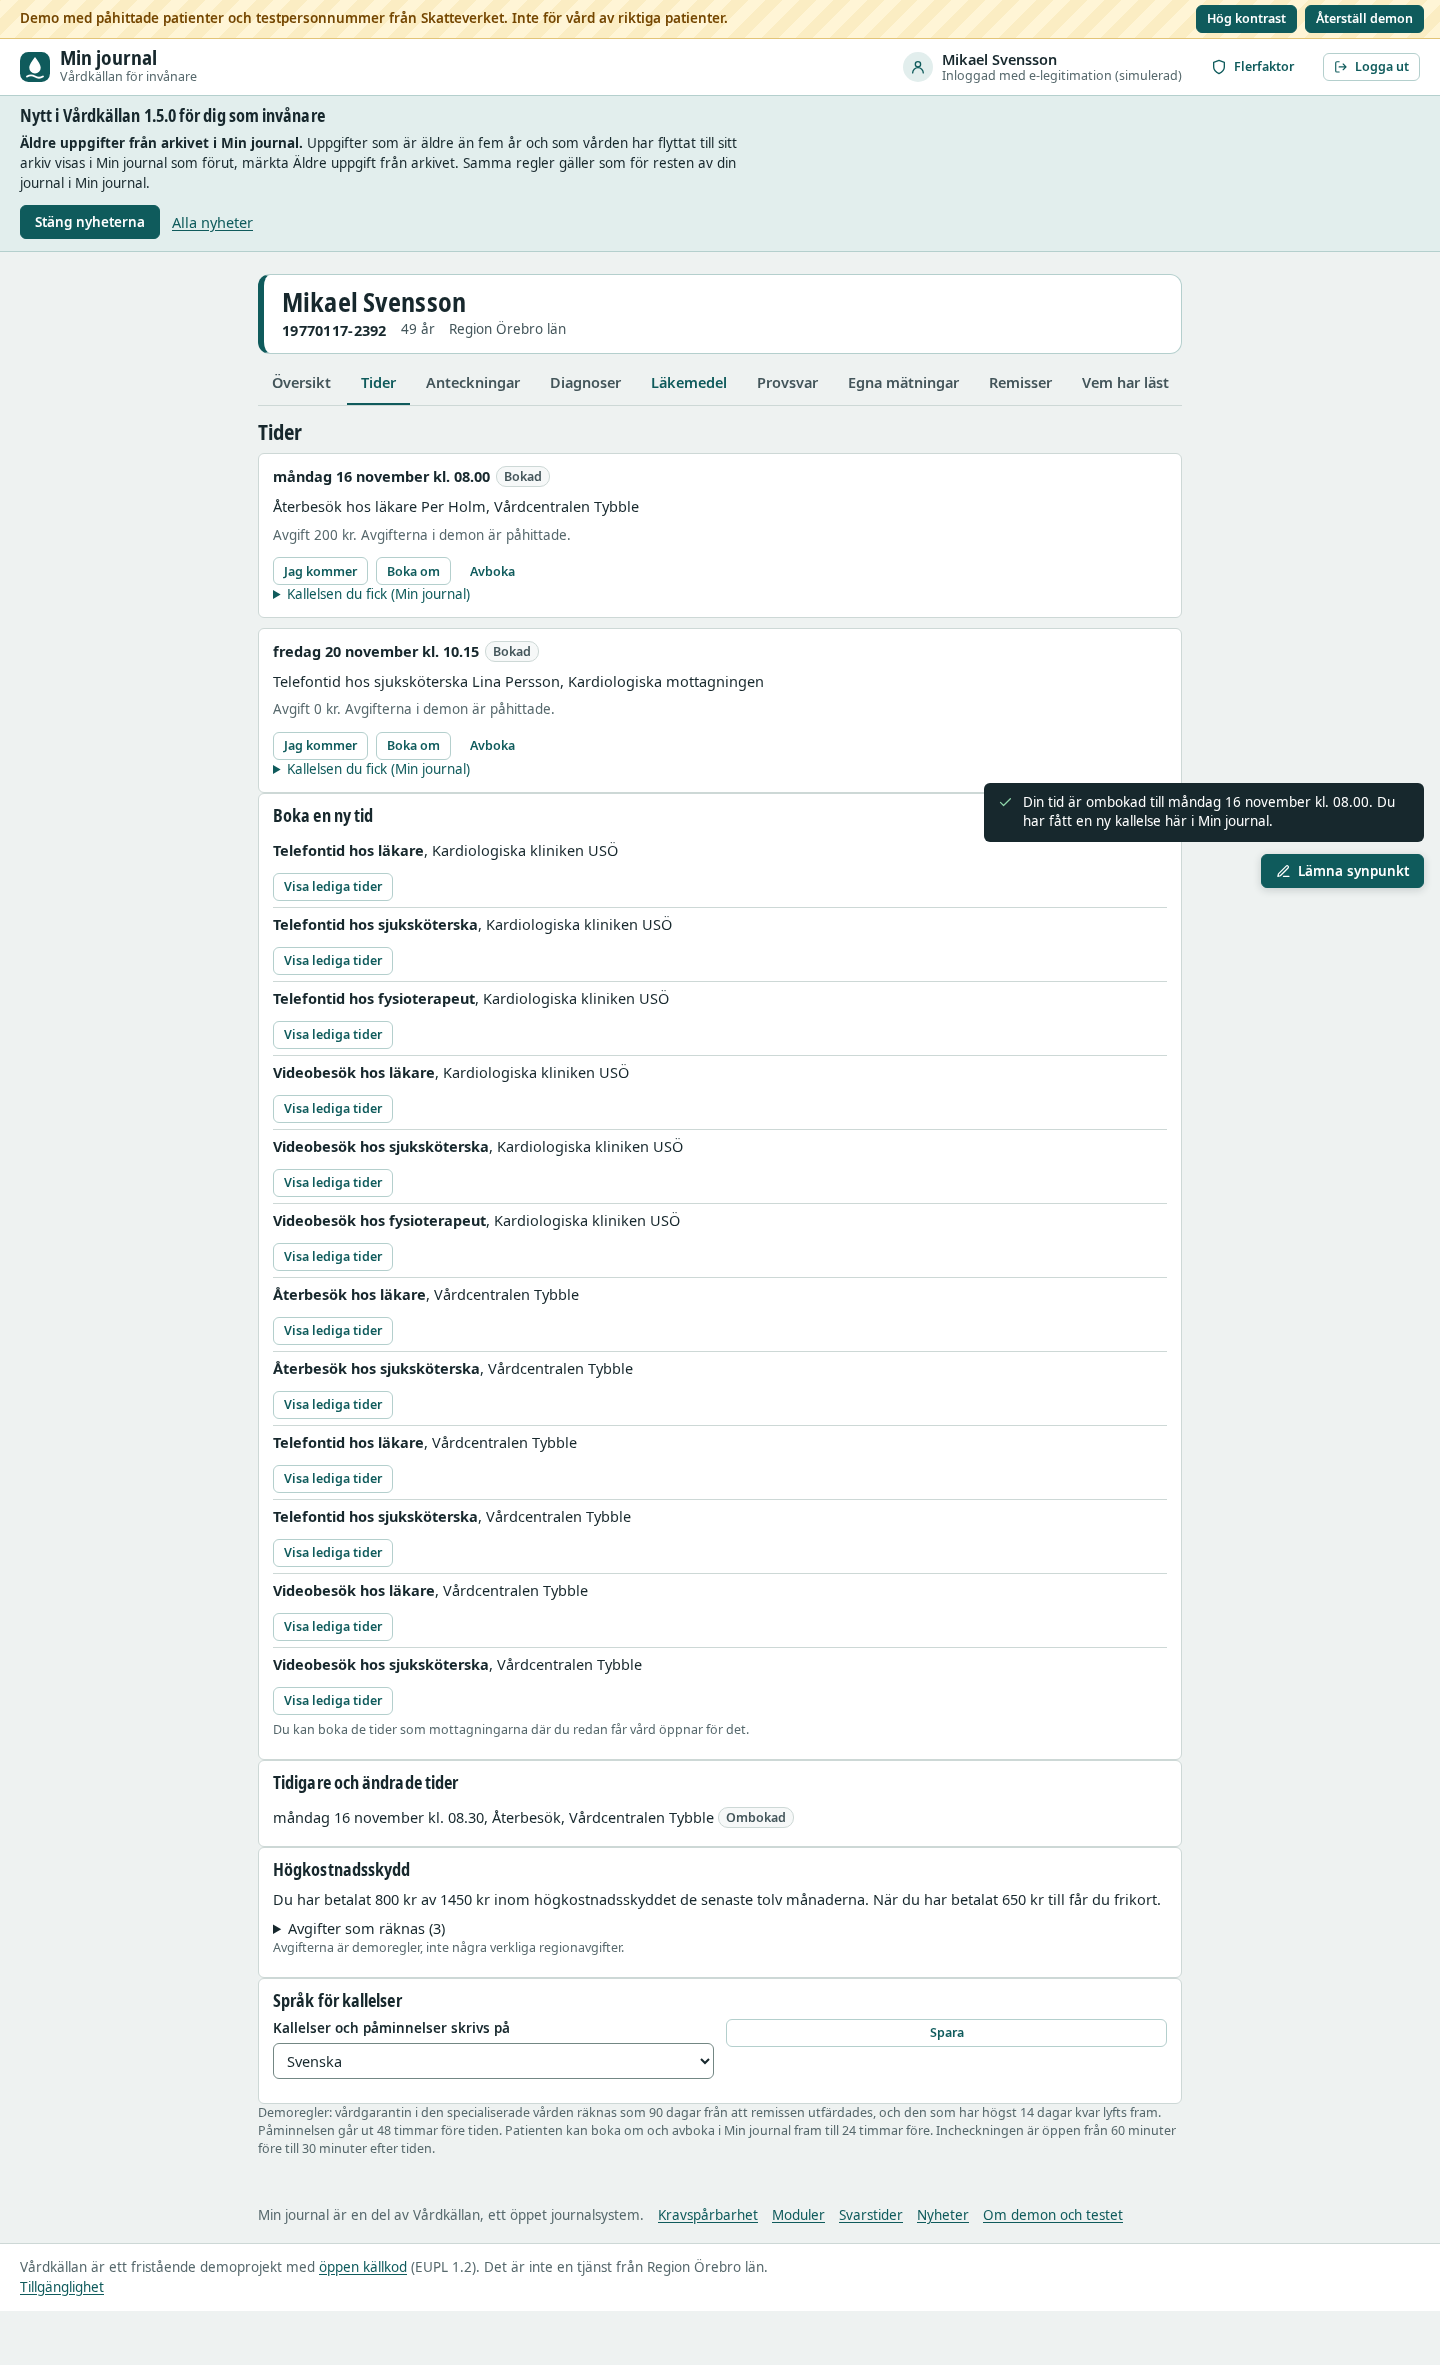 Demo med påhittade patienter och testpersonnummer från Skatteverket. Inte för vård av riktiga patienter.
Hög kontrast
Återställ demon
Min journal
Vårdkällan för invånare
Mikael Svensson
Inloggad med e-legitimation (simulerad)
Flerfaktor
Logga ut
Nytt i Vårdkällan 1.5.0 för dig som invånare
Äldre uppgifter från arkivet i Min journal. Uppgifter som är äldre än fem år och som vården har flyttat till sitt
arkiv visas i Min journal som förut, märkta Äldre uppgift från arkivet. Samma regler gäller som för resten av din
journal i Min journal.
Stäng nyheterna
Alla nyheter
Mikael Svensson
19770117-2392 49 år Region Örebro län
Översikt Tider Anteckningar Diagnoser Läkemedel Provsvar Egna mätningar Remisser Vem har läst
Tider
måndag 16 november kl. 08.00 Bokad
Återbesök hos läkare Per Holm, Vårdcentralen Tybble
Avgift 200 kr. Avgifterna i demon är påhittade.
Jag kommer Boka om Avboka
Kallelsen du fick (Min journal)
fredag 20 november kl. 10.15 Bokad
Telefontid hos sjuksköterska Lina Persson, Kardiologiska mottagningen
Avgift 0 kr. Avgifterna i demon är påhittade.
Jag kommer Boka om Avboka
Kallelsen du fick (Min journal)
Din tid är ombokad till måndag 16 november kl. 08.00. Du
har fått en ny kallelse här i Min journal.
Lämna synpunkt
Boka en ny tid
Telefontid hos läkare, Kardiologiska kliniken USÖ
Visa lediga tider
Telefontid hos sjuksköterska, Kardiologiska kliniken USÖ
Visa lediga tider
Telefontid hos fysioterapeut, Kardiologiska kliniken USÖ
Visa lediga tider
Videobesök hos läkare, Kardiologiska kliniken USÖ
Visa lediga tider
Videobesök hos sjuksköterska, Kardiologiska kliniken USÖ
Visa lediga tider
Videobesök hos fysioterapeut, Kardiologiska kliniken USÖ
Visa lediga tider
Återbesök hos läkare, Vårdcentralen Tybble
Visa lediga tider
Återbesök hos sjuksköterska, Vårdcentralen Tybble
Visa lediga tider
Telefontid hos läkare, Vårdcentralen Tybble
Visa lediga tider
Telefontid hos sjuksköterska, Vårdcentralen Tybble
Visa lediga tider
Videobesök hos läkare, Vårdcentralen Tybble
Visa lediga tider
Videobesök hos sjuksköterska, Vårdcentralen Tybble
Visa lediga tider
Du kan boka de tider som mottagningarna där du redan får vård öppnar för det.
Tidigare och ändrade tider
måndag 16 november kl. 08.30, Återbesök, Vårdcentralen Tybble Ombokad
Högkostnadsskydd
Du har betalat 800 kr av 1450 kr inom högkostnadsskyddet de senaste tolv månaderna. När du har betalat 650 kr till får du frikort.
Avgifter som räknas (3)
Avgifterna är demoregler, inte några verkliga regionavgifter.
Språk för kallelser
Kallelser och påminnelser skrivs på
Svenska
Spara
Demoregler: vårdgarantin i den specialiserade vården räknas som 90 dagar från att remissen utfärdades, och den som har högst 14 dagar kvar lyfts fram.
Påminnelsen går ut 48 timmar före tiden. Patienten kan boka om och avboka i Min journal fram till 24 timmar före. Incheckningen är öppen från 60 minuter
före till 30 minuter efter tiden.
Min journal är en del av Vårdkällan, ett öppet journalsystem. Kravspårbarhet Moduler Svarstider Nyheter Om demon och testet
Vårdkällan är ett fristående demoprojekt med öppen källkod (EUPL 1.2). Det är inte en tjänst från Region Örebro län.
Tillgänglighet